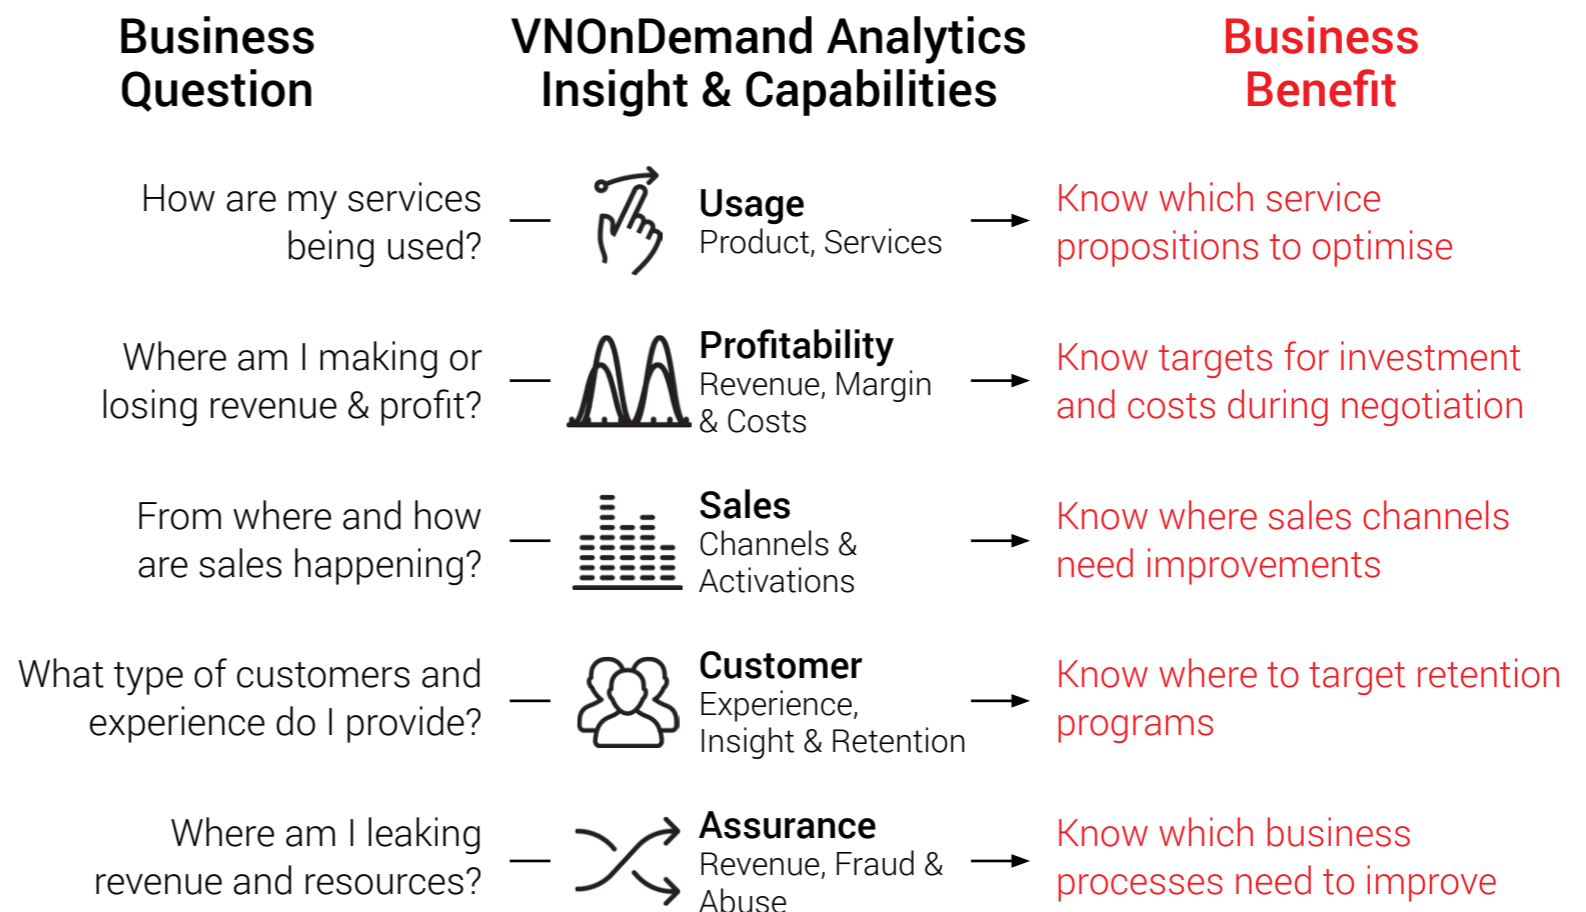 Business
Question
VNOnDemand Analytics
Insight & Capabilities
Business
Benefit
How are my services
being used?
Usage
Product, Services
Know which service
propositions to optimise
Where am I making or
losing revenue & profit?
Profitability
Revenue, Margin
& Costs
Know targets for investment
and costs during negotiation
From where and how
are sales happening?
Sales
Channels &
Activations
Know where sales channels
need improvements
What type of customers and
experience do I provide?
Customer
Experience,
Insight & Retention
Know where to target retention
programs
Where am I leaking
revenue and resources?
Assurance
Revenue, Fraud &
Abuse
Know which business
processes need to improve